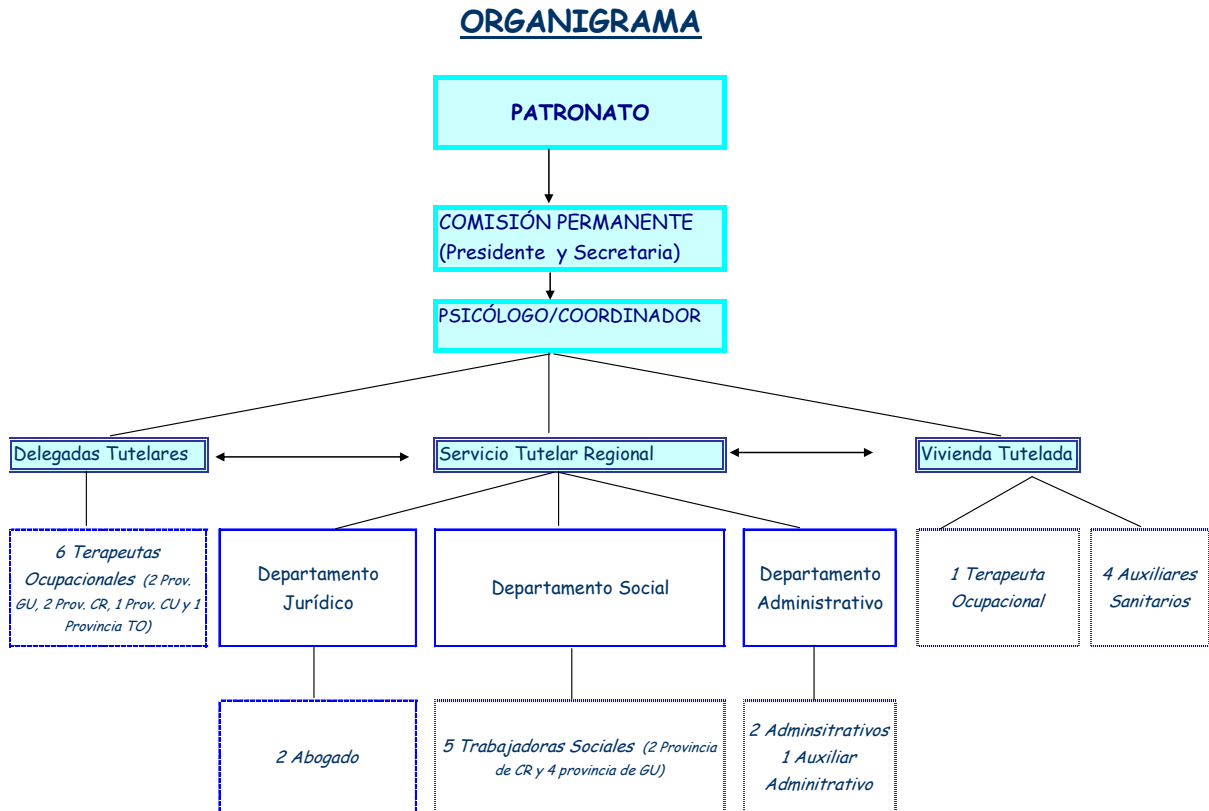 ORGANIGRAMA
PATRONATO
COMISIÓN PERMANENTE
(Presidente y Secretaria)
PSICÓLOGO/COORDINADOR
Delegadas Tutelares
Servicio Tutelar Regional
Vivienda Tutelada
6 Terapeutas
Ocupacionales (2 Prov.
GU, 2 Prov. CR, 1 Prov. CU y 1
Provincia TO)
Departamento
Jurídico
Departamento Social
Departamento
Administrativo
1 Terapeuta
Ocupacional
4 Auxiliares
Sanitarios
2 Abogado
5 Trabajadoras Sociales (2 Provincia
de CR y 4 provincia de GU)
2 Adminsitrativos
1 Auxiliar
Adminitrativo